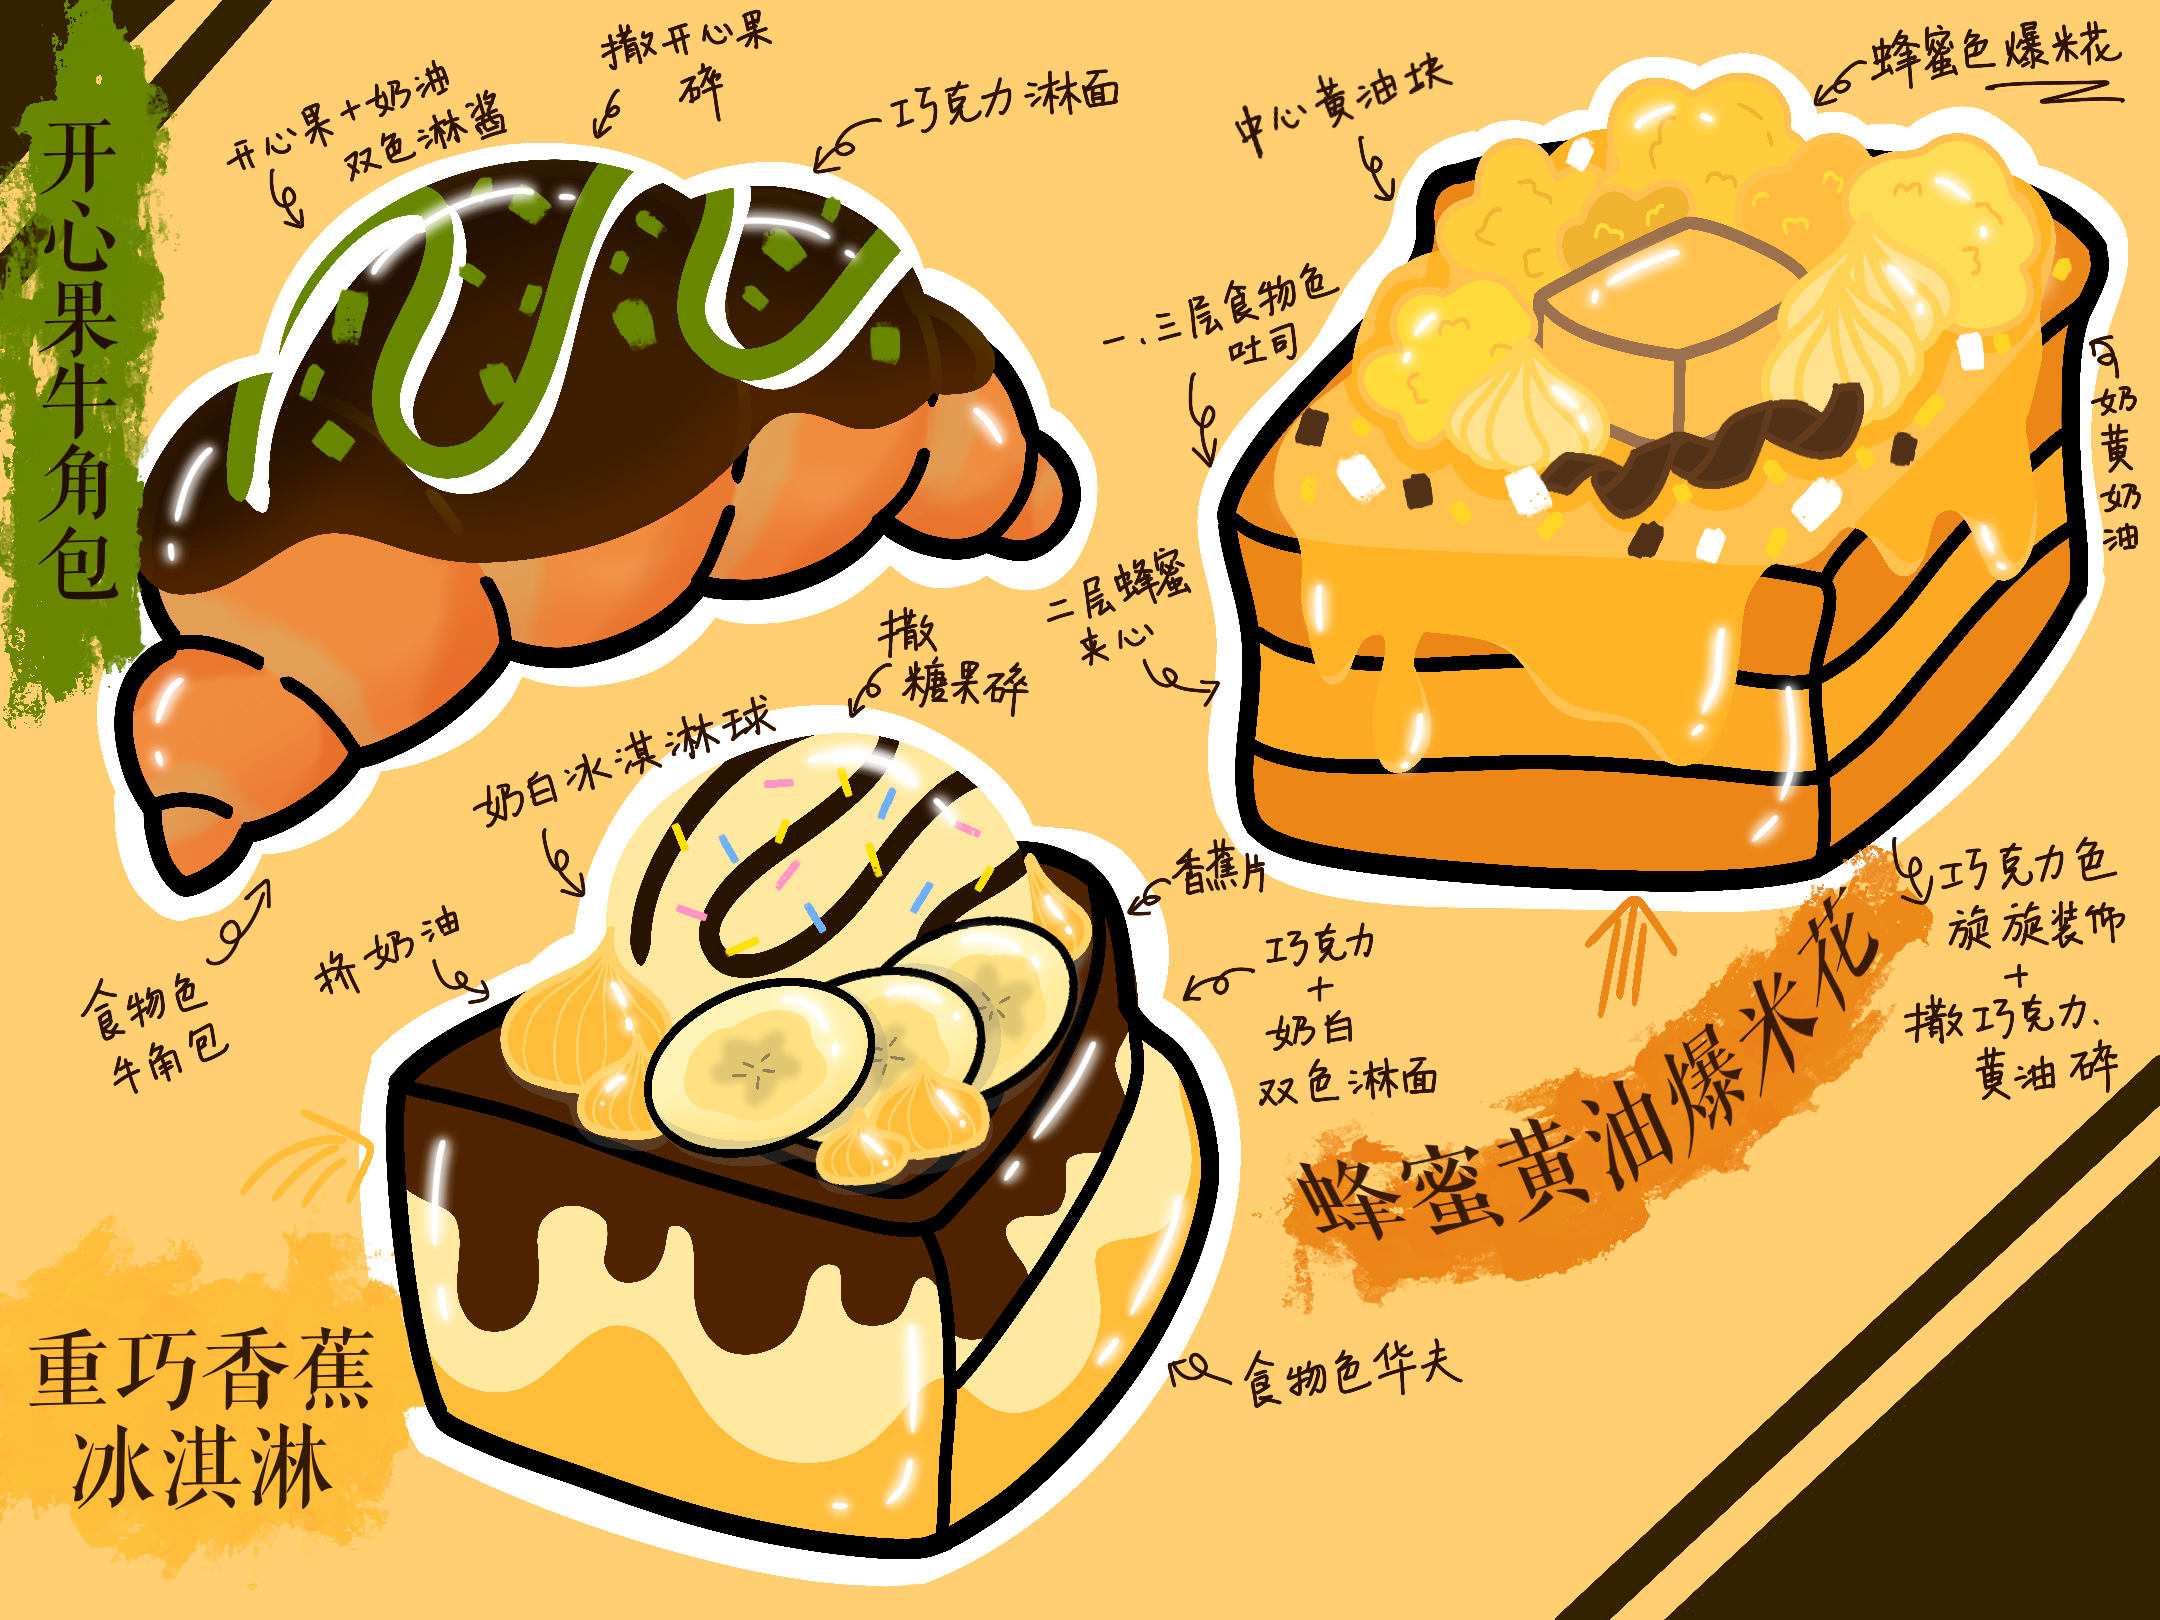 开心果牛角包
开心果+奶油
双色淋酱
撒开心果
碎
巧克力淋面
食物色
牛角包
中心黄油块
蜂蜜色爆米花
一.三层食物色
吐司
二层蜂蜜
夹心
奶黄奶油
巧克力色
旋旋装饰
+
撒巧克力、
黄油碎
蜂蜜黄油爆米花
撒
糖果碎
奶白冰淇淋球
挤奶油
香蕉片
巧克力
+
奶白
双色淋面
食物色华夫
重巧香蕉
冰淇淋